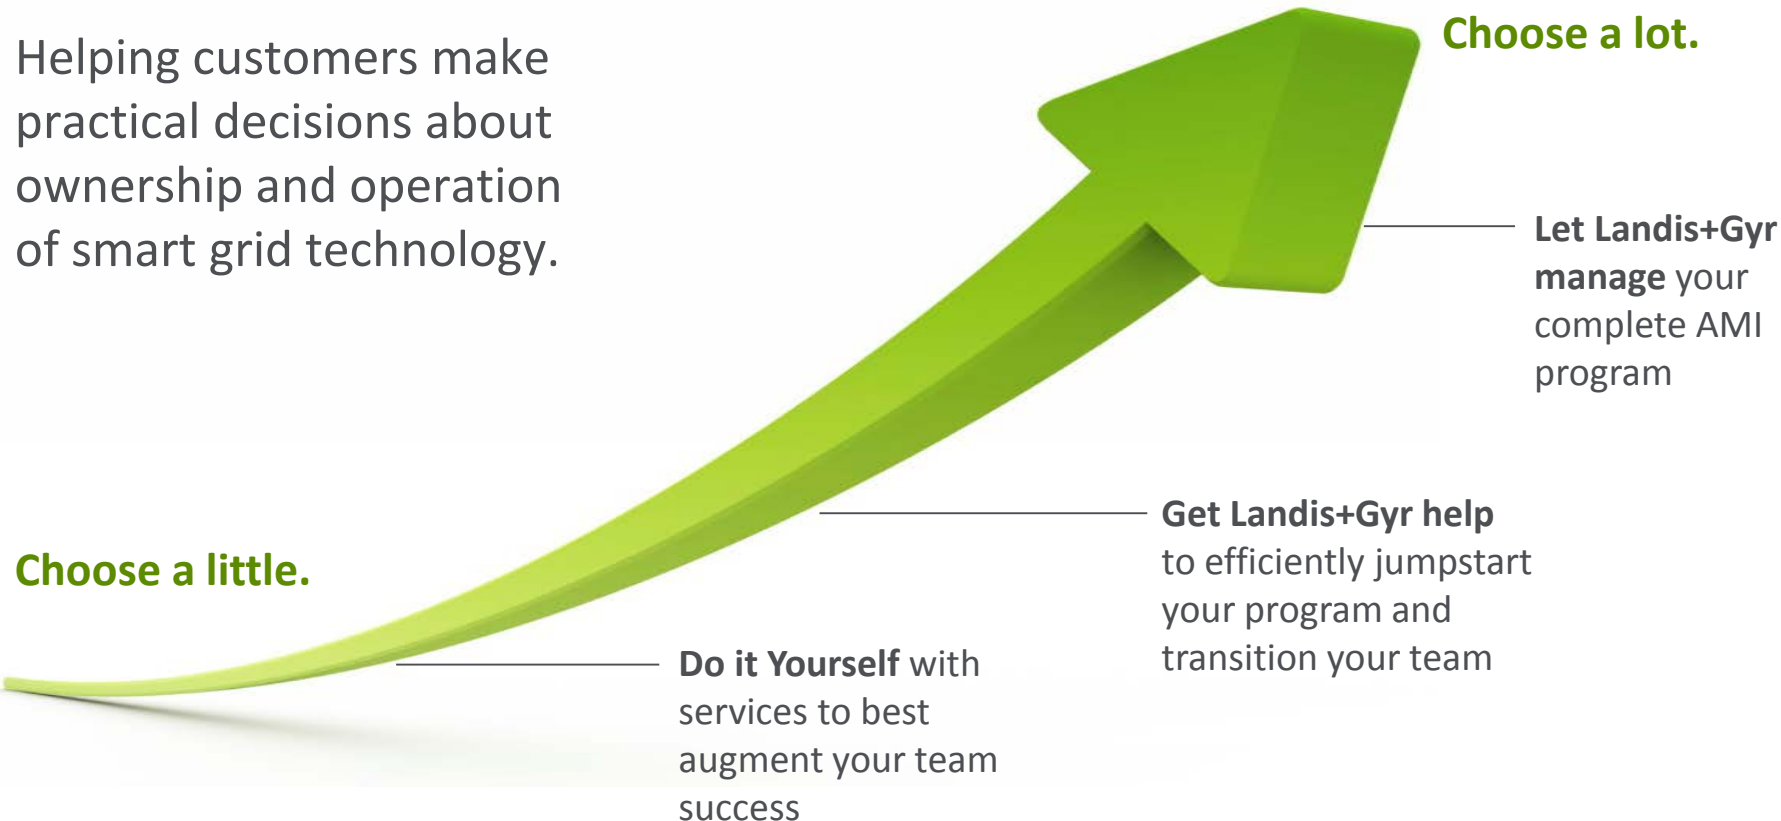 Helping customers make
practical decisions about
ownership and operation
of smart grid technology.
Choose a lot.
Let Landis+Gyr
manage your
complete AMI
program
Get Landis+Gyr help
to efficiently jumpstart
your program and
transition your team
Choose a little.
Do it Yourself with
services to best
augment your team
success